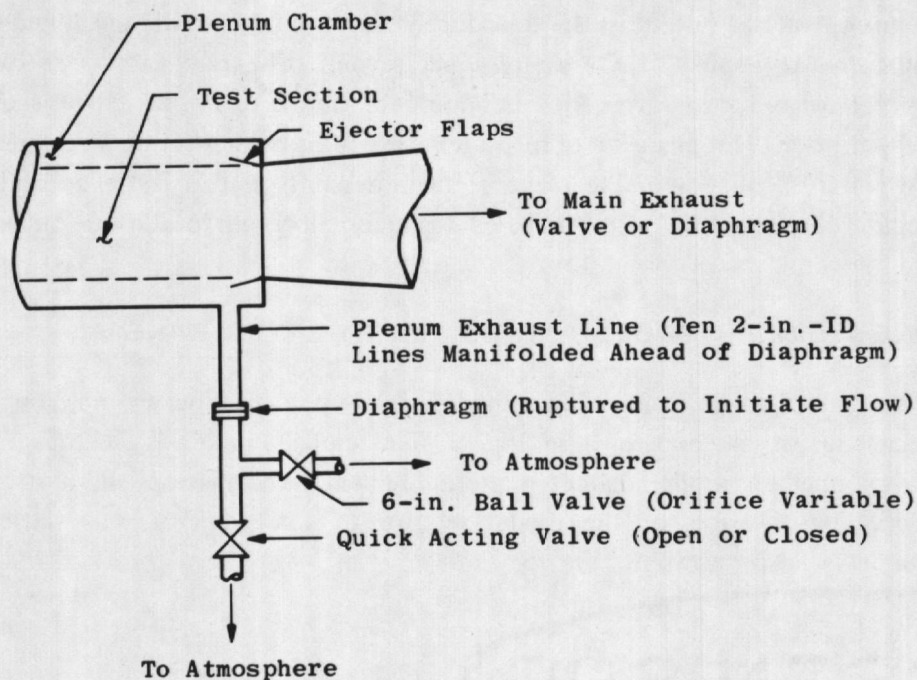 Plenum Chamber
Test Section
Ejector Flaps
To Main Exhaust
(Valve or Diaphragm)
Plenum Exhaust Line (Ten 2-in.-ID
Lines Manifolded Ahead of Diaphragm)
Diaphragm (Ruptured to Initiate Flow)
To Atmosphere
6-in. Ball Valve (Orifice Variable)
Quick Acting Valve (Open or Closed)
To Atmosphere